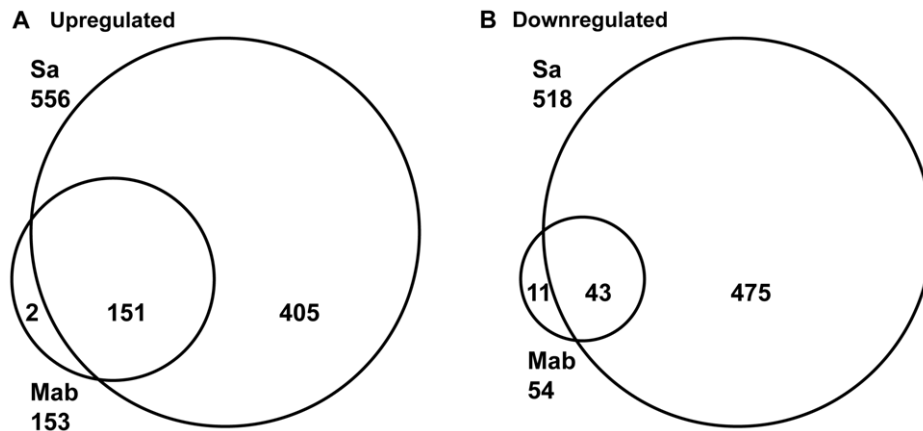 A Upregulated
Sa
556
2
151
405
Mab
153
B Downregulated
Sa
518
11
43
475
Mab
54